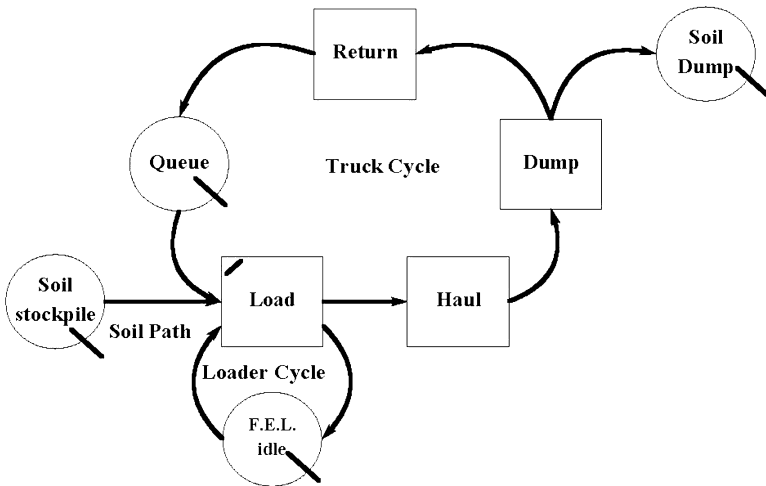 Return
Soil
Dump
Queue
Truck Cycle
Dump
Soil
stockpile
Load
Haul
Soil Path
Loader Cycle
F.E.L.
idle